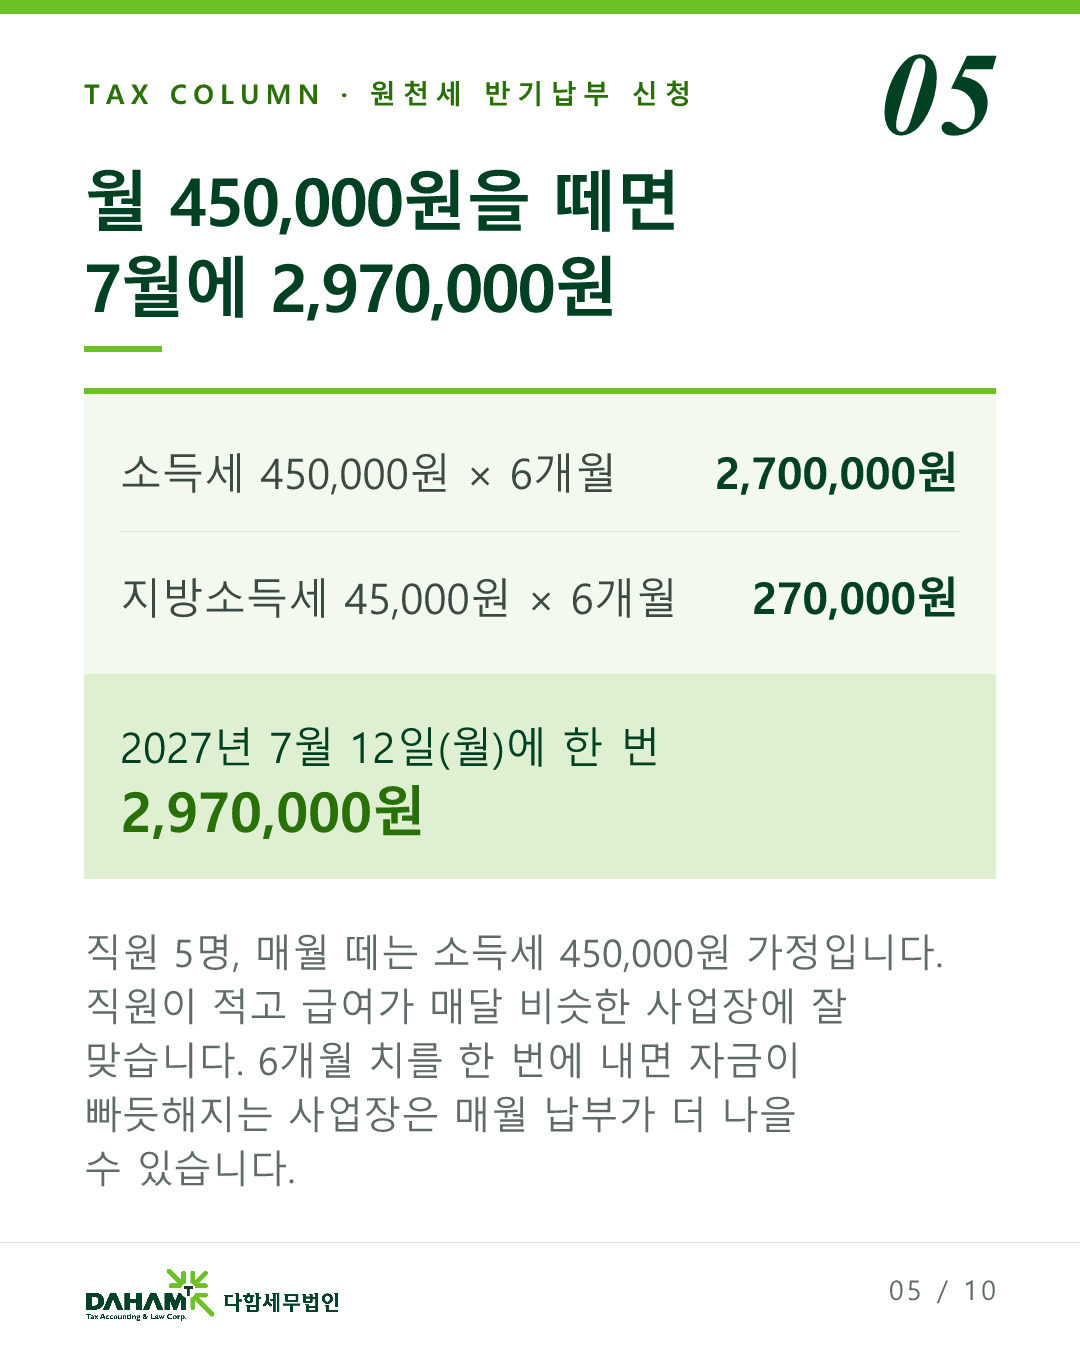 TAX COLUMN · 원천세 반기납부 신청
05
월 450,000원을 떼면
7월에 2,970,000원
소득세 450,000원 × 6개월 2,700,000원
지방소득세 45,000원 × 6개월 270,000원
2027년 7월 12일(월)에 한 번
2,970,000원
직원 5명, 매월 떼는 소득세 450,000원 가정입니다.
직원이 적고 급여가 매달 비슷한 사업장에 잘
맞습니다. 6개월 치를 한 번에 내면 자금이
빠듯해지는 사업장은 매월 납부가 더 나을
수 있습니다.
DAHAM 다함세무법인
Tax Accounting & Law Corp.
05 / 10